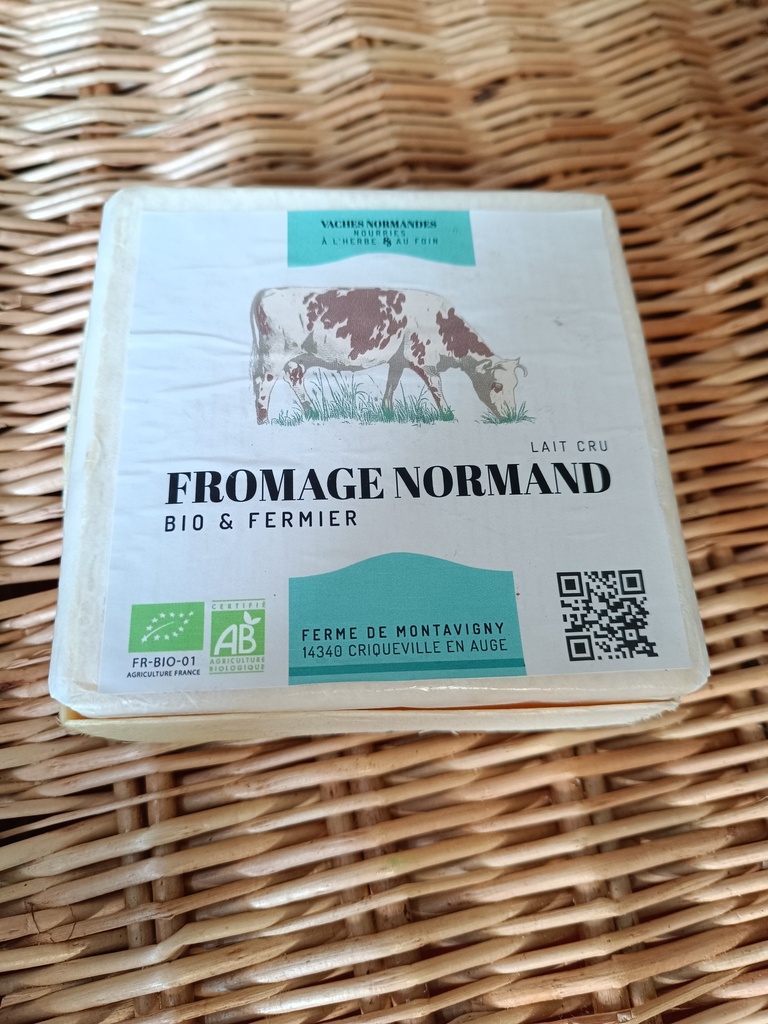 VACHES NORMANDES
NOURRIES
À L'HERBE & AU FOIN
LAIT CRU
FROMAGE NORMAND
BIO & FERMIER
FERME DE MONTAVIGNY
14340 CRIQUEVILLE EN AUGE
FR-BIO-01
AGRICULTURE FRANCE
CERTIFIÉ
AB
AGRICULTURE
BIOLOGIQUE